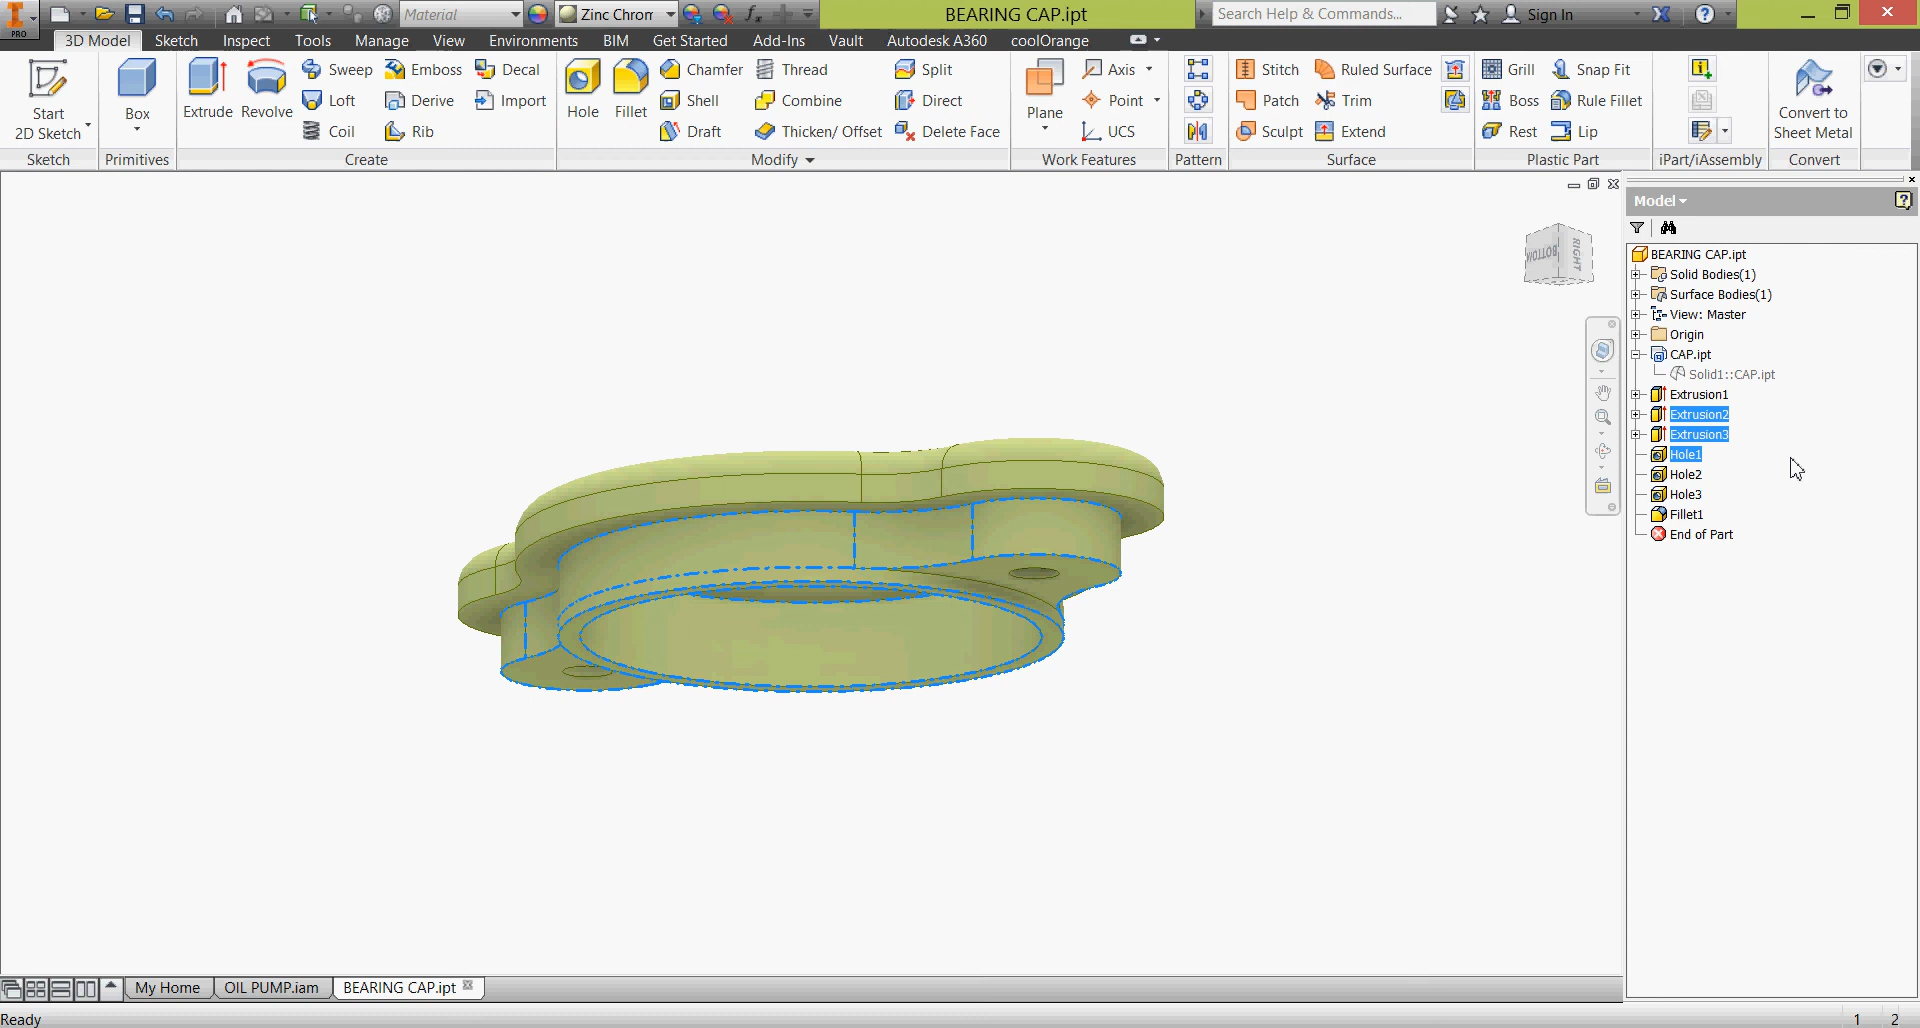 PRO
Material
Zinc Chrom
BEARING CAP.ipt
Search Help & Commands...
Sign In
3D Model Sketch Inspect Tools Manage View Environments BIM Get Started Add-Ins Vault Autodesk A360 coolOrange
Start
2D Sketch
Box
Extrude
Revolve
Sweep
Loft
Coil
Emboss
Derive
Rib
Decal
Import
Hole
Fillet
Chamfer
Shell
Draft
Thread
Combine
Thicken/ Offset
Split
Direct
Delete Face
Plane
Axis
Point
UCS
Stitch
Patch
Sculpt
Ruled Surface
Trim
Extend
Grill
Boss
Rest
Snap Fit
Rule Fillet
Lip
Convert to
Sheet Metal
Sketch Primitives Create Modify Work Features Pattern Surface Plastic Part iPart/iAssembly Convert
Model
BOTTOM
RIGHT
BEARING CAP.ipt
Solid Bodies(1)
Surface Bodies(1)
View: Master
Origin
CAP.ipt
Solid1::CAP.ipt
Extrusion1
Extrusion2
Extrusion3
Hole1
Hole2
Hole3
Fillet1
End of Part
My Home OIL PUMP.iam BEARING CAP.ipt
Ready
1 2